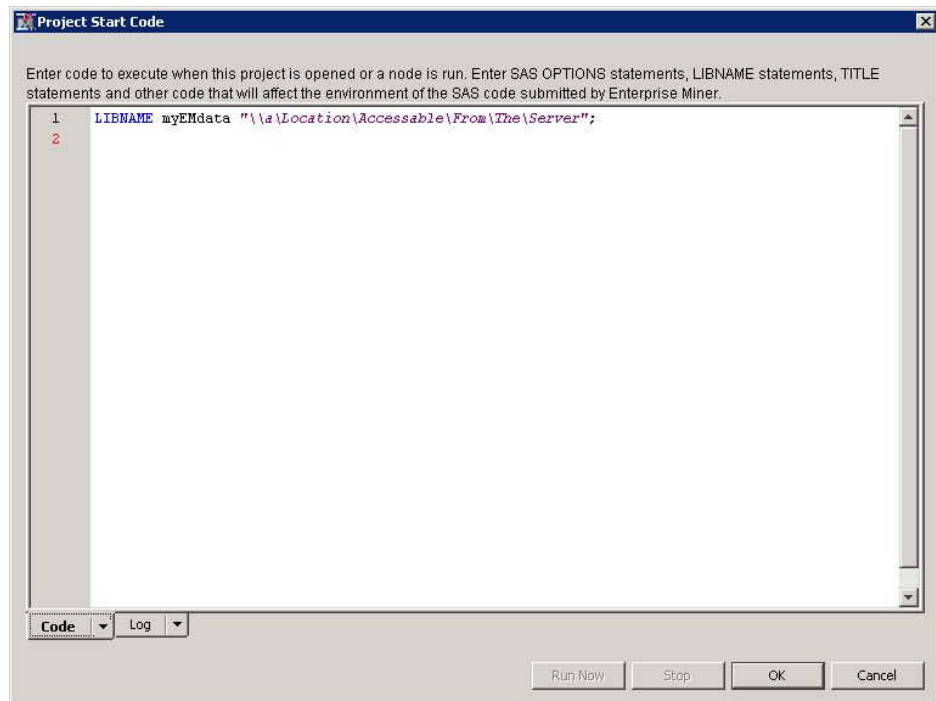 Project Start Code
Enter code to execute when this project is opened or a node is run. Enter SAS OPTIONS statements, LIBNAME statements, TITLE
statements and other code that will affect the environment of the SAS code submitted by Enterprise Miner.
1 LIBNAME myEMdata "\\a\Location\Accessable\From\The\Server";
2
Code Log
Run Now Stop OK Cancel